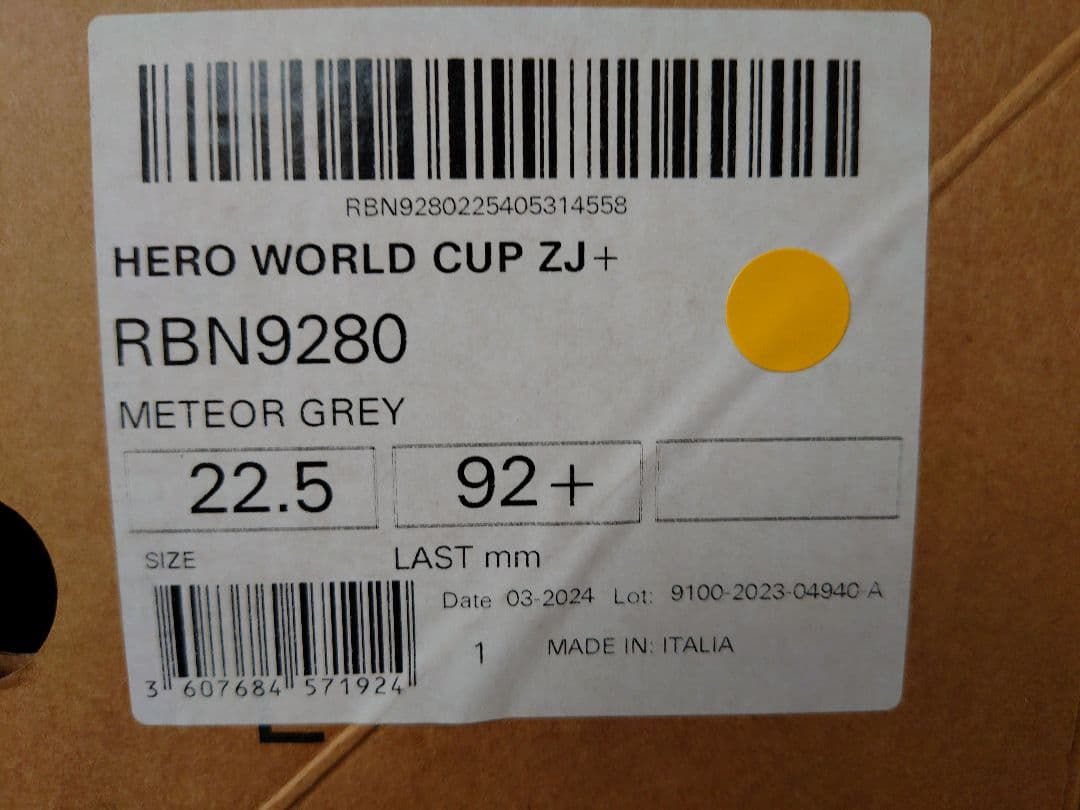 RBN9280225405314558
HERO WORLD CUP ZJ+
RBN9280
METEOR GREY
22.5 92+
SIZE LAST mm
Date 03-2024 Lot: 9100-2023-04940-A
1 MADE IN: ITALIA
3 607684 571924